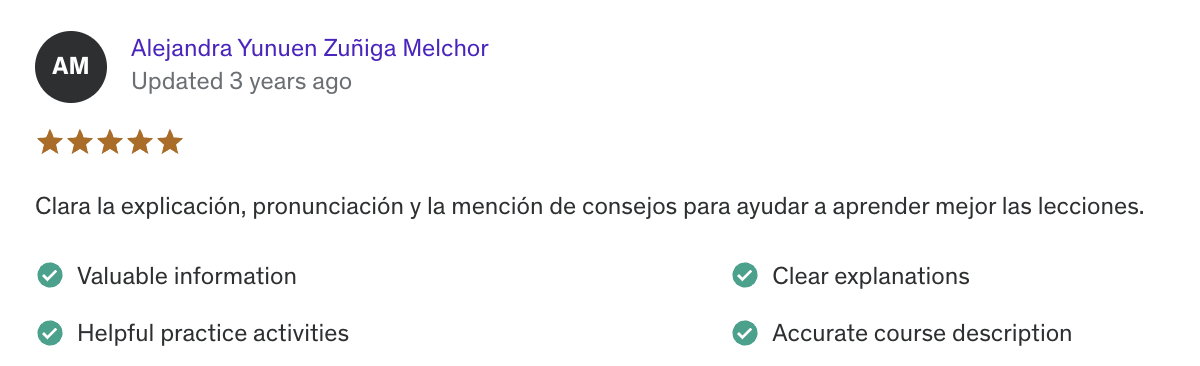 AM
Alejandra Yunuen Zuñiga Melchor
Updated 3 years ago
Clara la explicación, pronunciación y la mención de consejos para ayudar a aprender mejor las lecciones.
Valuable information
Clear explanations
Helpful practice activities
Accurate course description